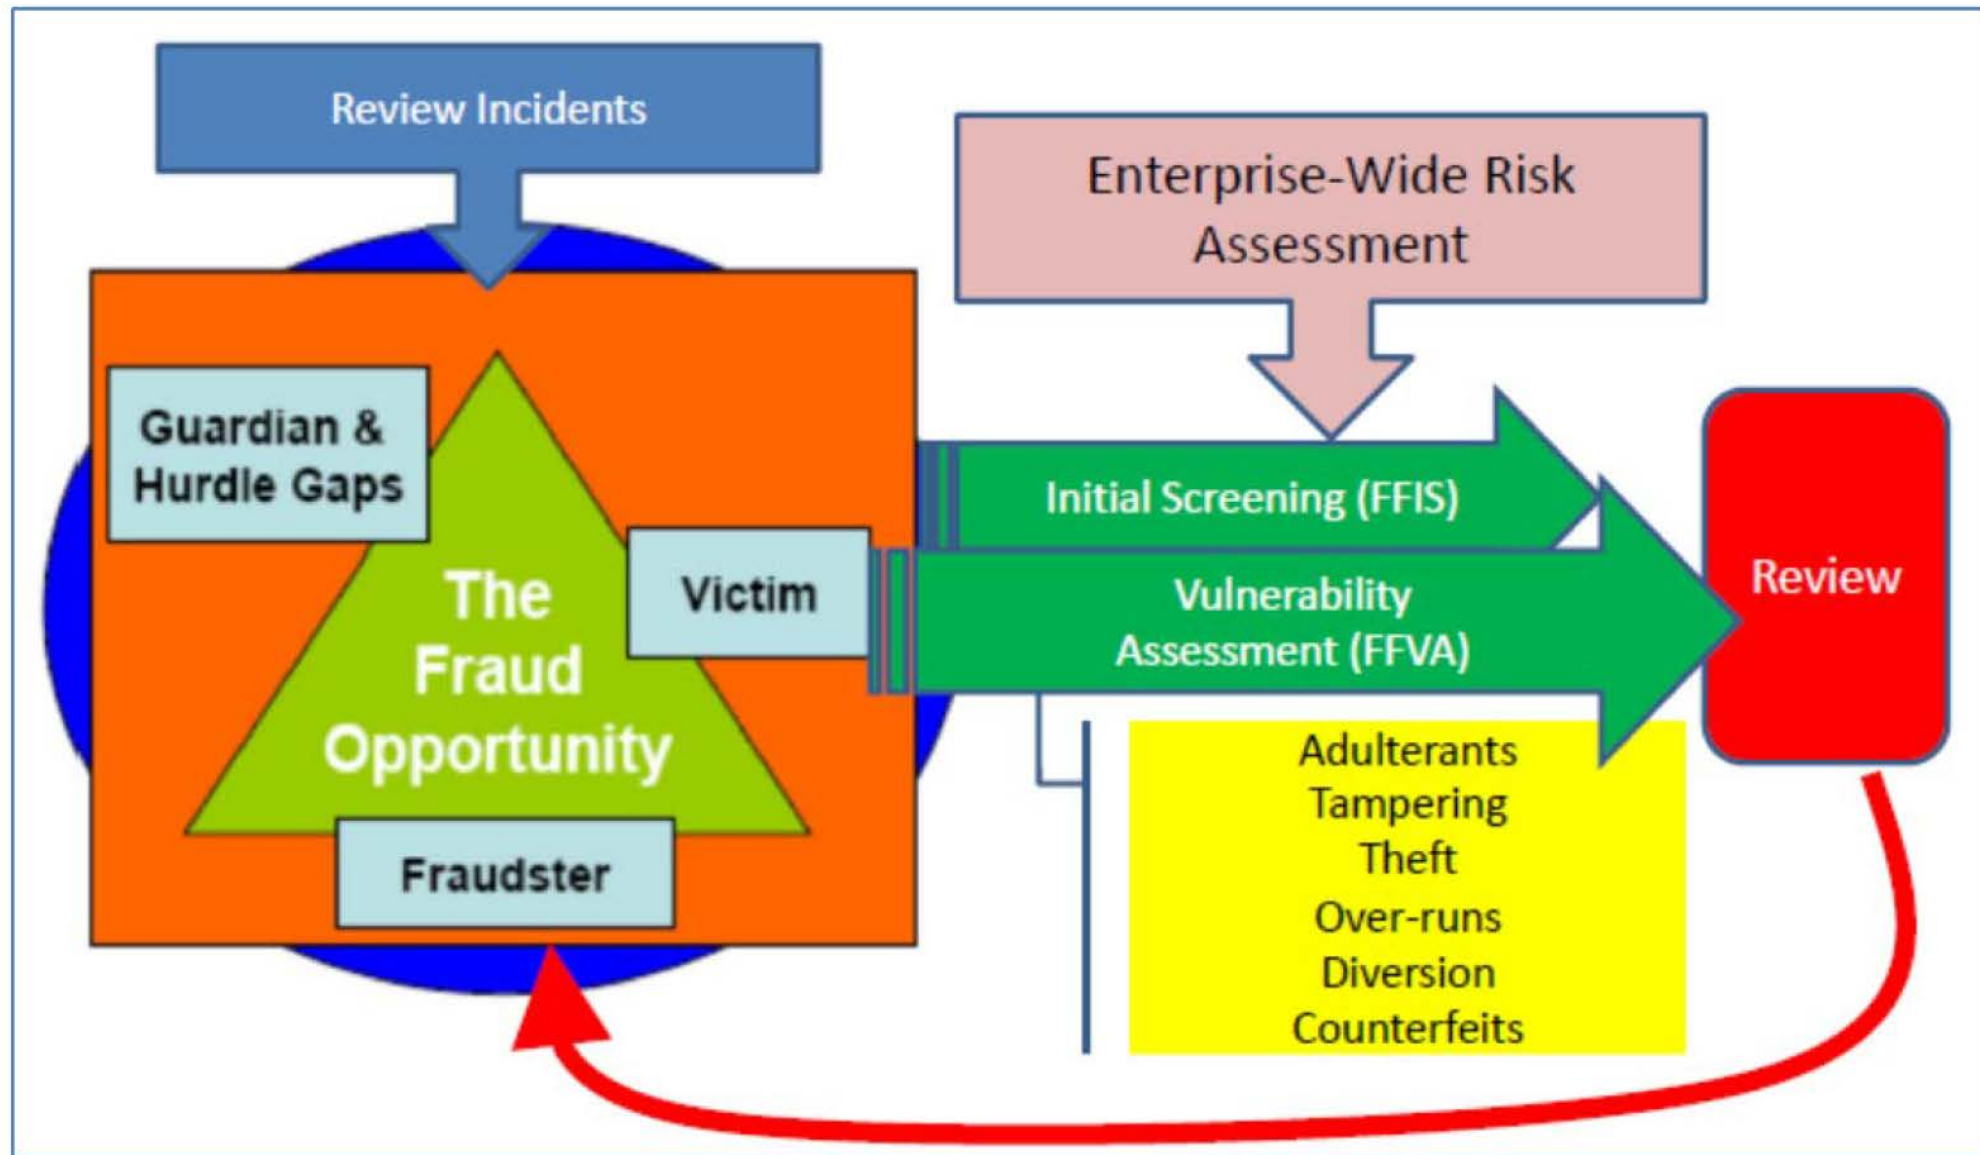 Review Incidents
Enterprise-Wide Risk
Assessment
Guardian &
Hurdle Gaps
Victim
The
Fraud
Opportunity
Fraudster
Initial Screening (FFIS)
Vulnerability
Assessment (FFVA)
Review
Adulterants
Tampering
Theft
Over-runs
Diversion
Counterfeits